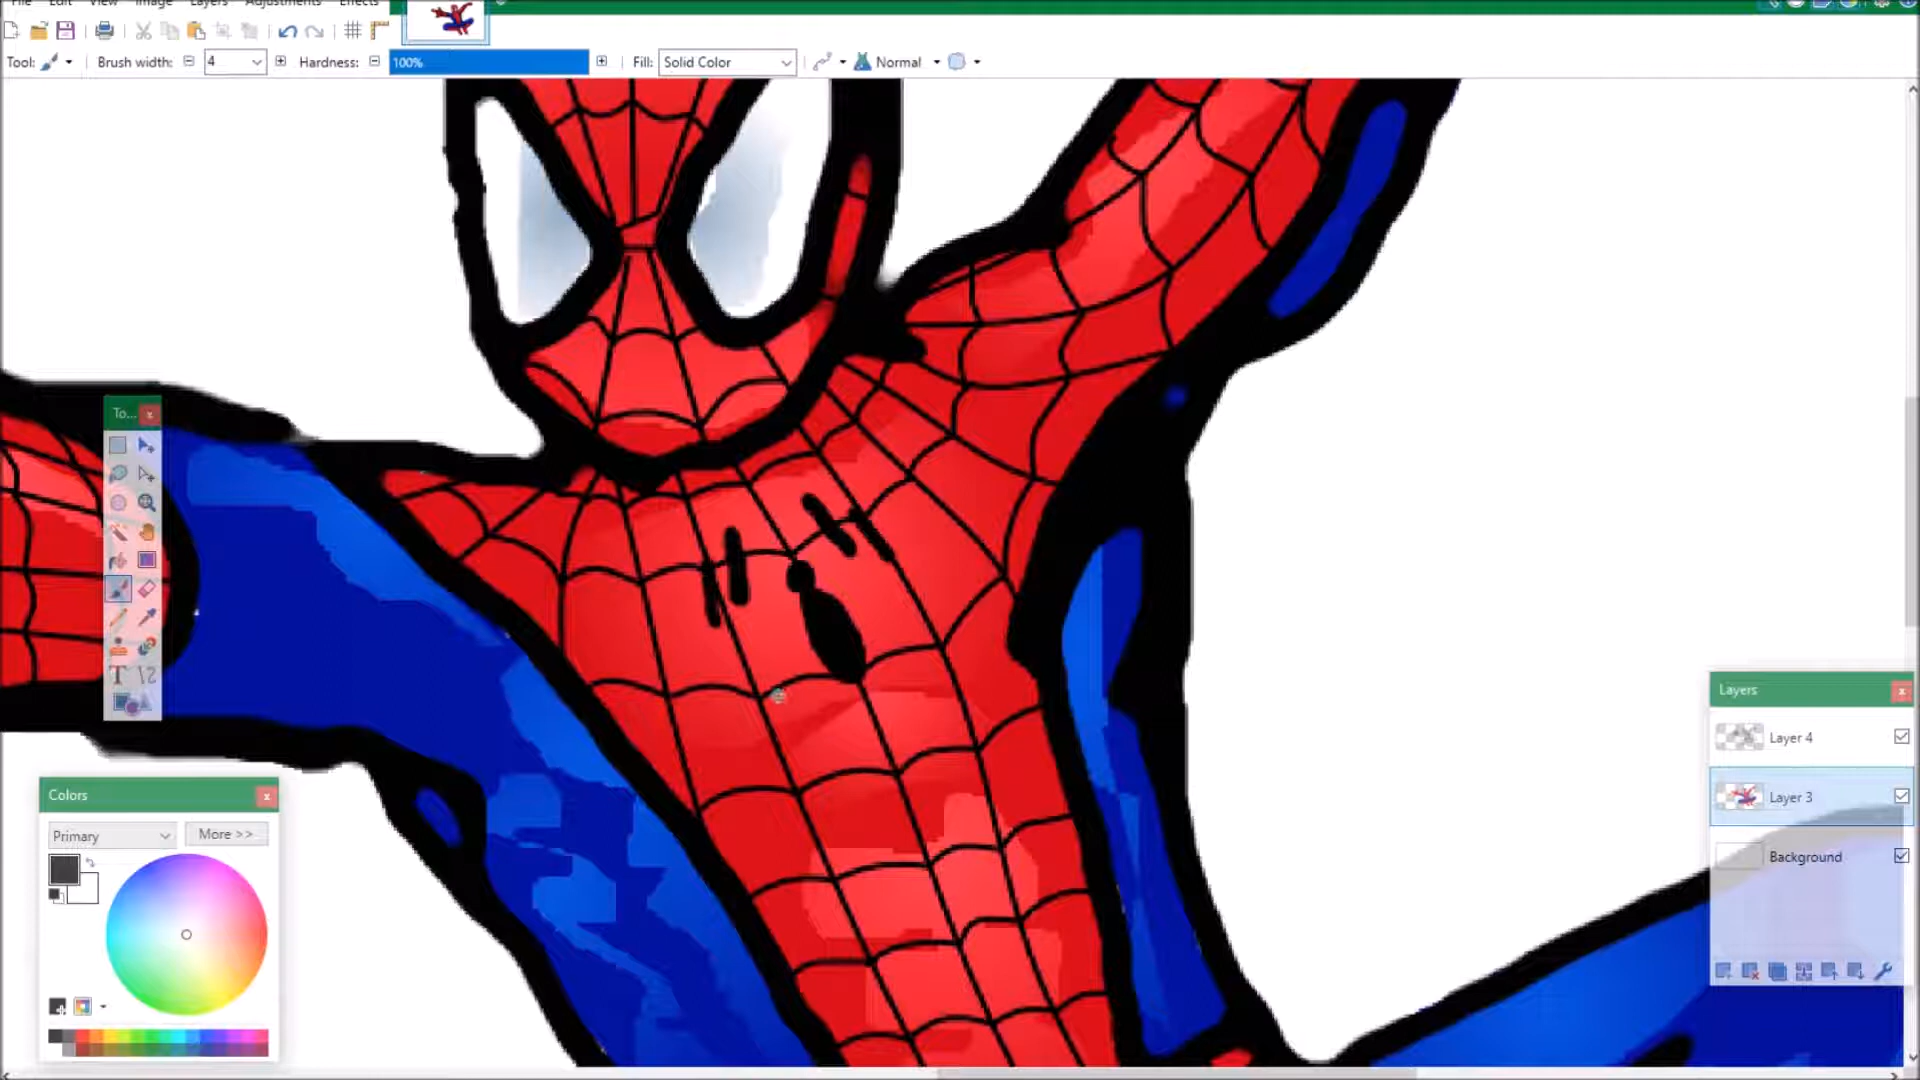 File Edit View Image Layers Adjustments Effects
Tool: Brush width: 4 Hardness: 100% Fill: Solid Color Normal
To... x
T
Colors x
Primary More >>
Layers x
Layer 4
Layer 3
Background